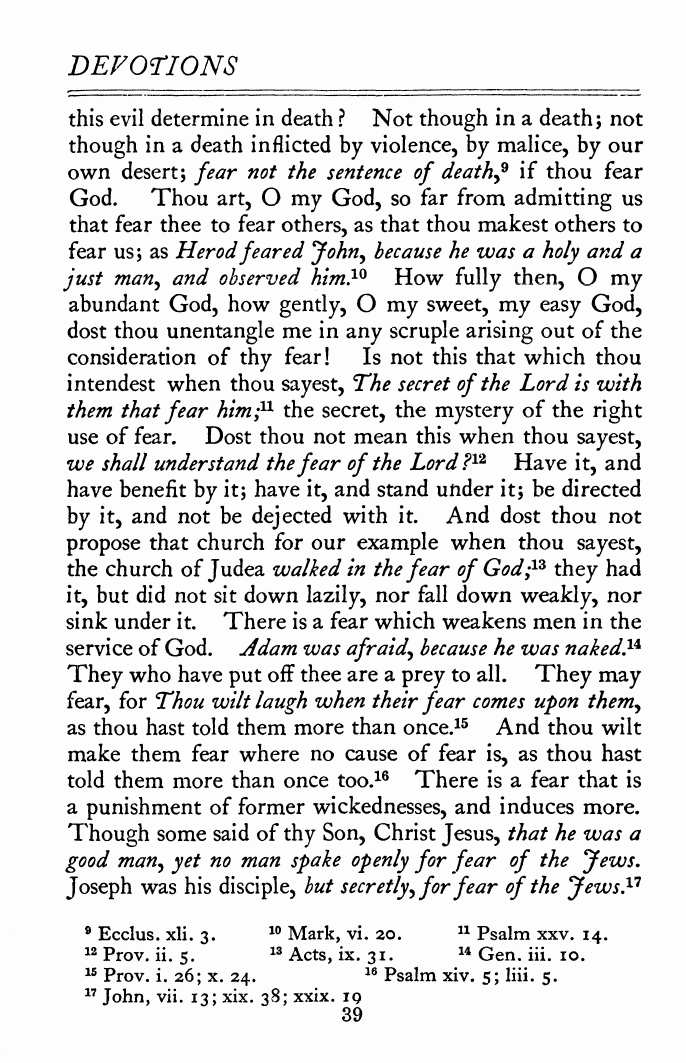 DEVOTIONS
this evil determine in death? Not though in a death; not
though in a death inflicted by violence, by malice, by our
own desert; fear not the sentence of death,⁹ if thou fear
God. Thou art, O my God, so far from admitting us
that fear thee to fear others, as that thou makest others to
fear us; as Herod feared John, because he was a holy and a
just man, and observed him.¹⁰ How fully then, O my
abundant God, how gently, O my sweet, my easy God,
dost thou unentangle me in any scruple arising out of the
consideration of thy fear! Is not this that which thou
intendest when thou sayest, The secret of the Lord is with
them that fear him;¹¹ the secret, the mystery of the right
use of fear. Dost thou not mean this when thou sayest,
we shall understand the fear of the Lord?¹² Have it, and
have benefit by it; have it, and stand under it; be directed
by it, and not be dejected with it. And dost thou not
propose that church for our example when thou sayest,
the church of Judea walked in the fear of God;¹³ they had
it, but did not sit down lazily, nor fall down weakly, nor
sink under it. There is a fear which weakens men in the
service of God. Adam was afraid, because he was naked.¹⁴
They who have put off thee are a prey to all. They may
fear, for Thou wilt laugh when their fear comes upon them,
as thou hast told them more than once.¹⁵ And thou wilt
make them fear where no cause of fear is, as thou hast
told them more than once too.¹⁶ There is a fear that is
a punishment of former wickednesses, and induces more.
Though some said of thy Son, Christ Jesus, that he was a
good man, yet no man spake openly for fear of the Jews.
Joseph was his disciple, but secretly, for fear of the Jews.¹⁷
⁹ Ecclus. xli. 3. ¹⁰ Mark, vi. 20. ¹¹ Psalm xxv. 14.
¹² Prov. ii. 5. ¹³ Acts, ix. 31. ¹⁴ Gen. iii. 10.
¹⁵ Prov. i. 26; x. 24. ¹⁶ Psalm xiv. 5; liii. 5.
¹⁷ John, vii. 13; xix. 38; xxix. 19
39